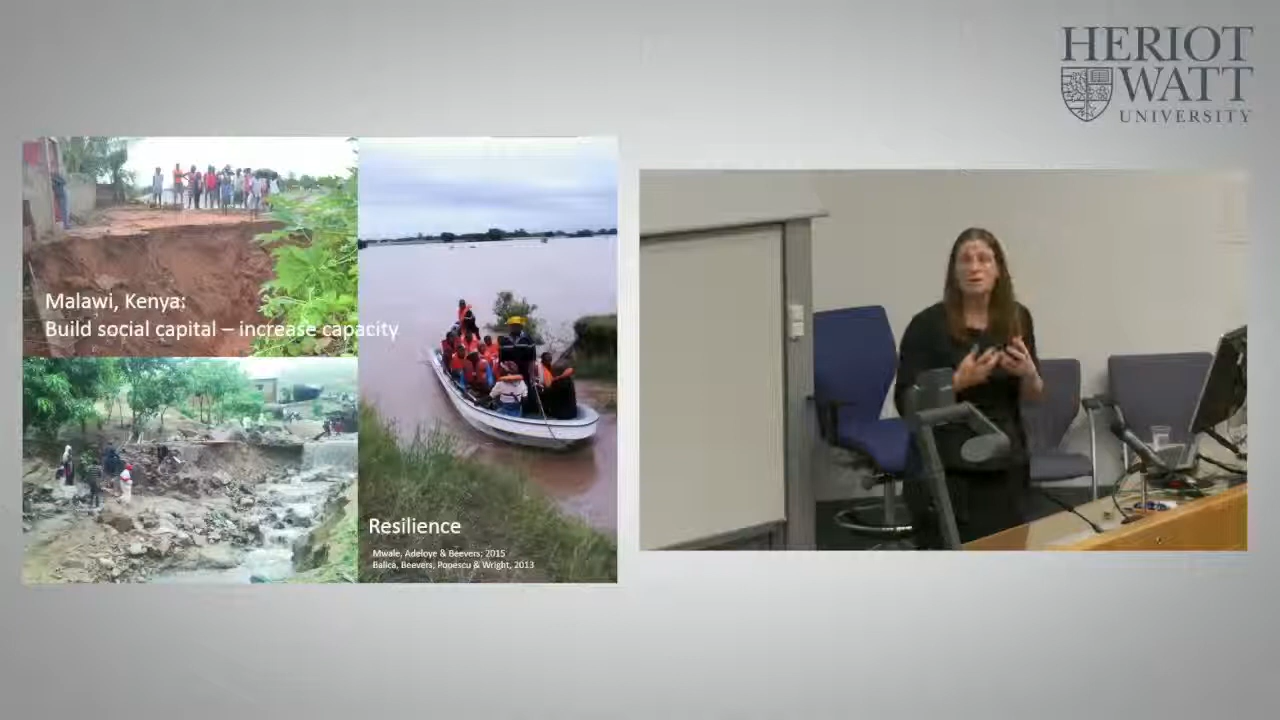 HERIOT
WATT
UNIVERSITY
Malawi, Kenya:
Build social capital – increase capacity
Resilience
Mwale, Adeloye & Beevers; 2015
Balica, Beevers, Popescu & Wright, 2013